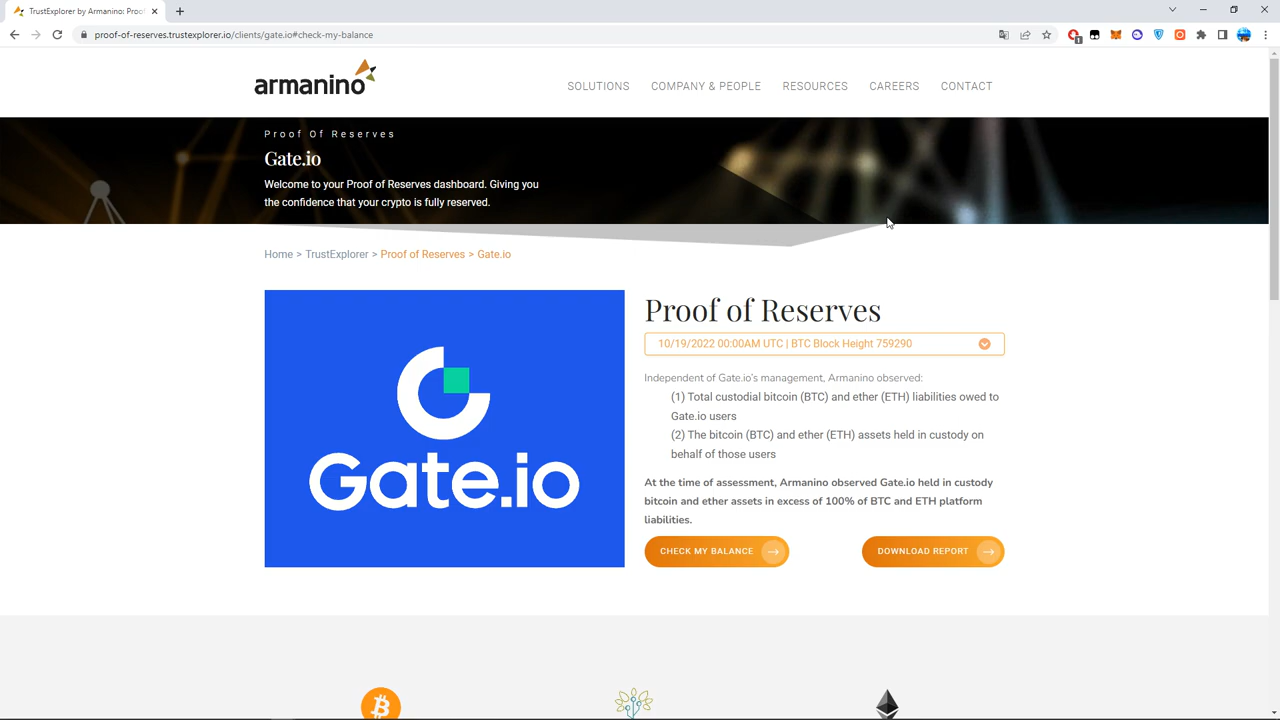 TrustExplorer by Armanino: Proo
proof-of-reserves.trustexplorer.io/clients/gate.io#check-my-balance
1
armanino
SOLUTIONS COMPANY & PEOPLE RESOURCES CAREERS CONTACT
Proof Of Reserves
Gate.io
Welcome to your Proof of Reserves dashboard. Giving you
the confidence that your crypto is fully reserved.
Home > TrustExplorer > Proof of Reserves > Gate.io
Gate.io
Proof of Reserves
10/19/2022 00:00AM UTC | BTC Block Height 759290
Independent of Gate.io's management, Armanino observed:
(1) Total custodial bitcoin (BTC) and ether (ETH) liabilities owed to
Gate.io users
(2) The bitcoin (BTC) and ether (ETH) assets held in custody on
behalf of those users
At the time of assessment, Armanino observed Gate.io held in custody
bitcoin and ether assets in excess of 100% of BTC and ETH platform
liabilities.
CHECK MY BALANCE DOWNLOAD REPORT